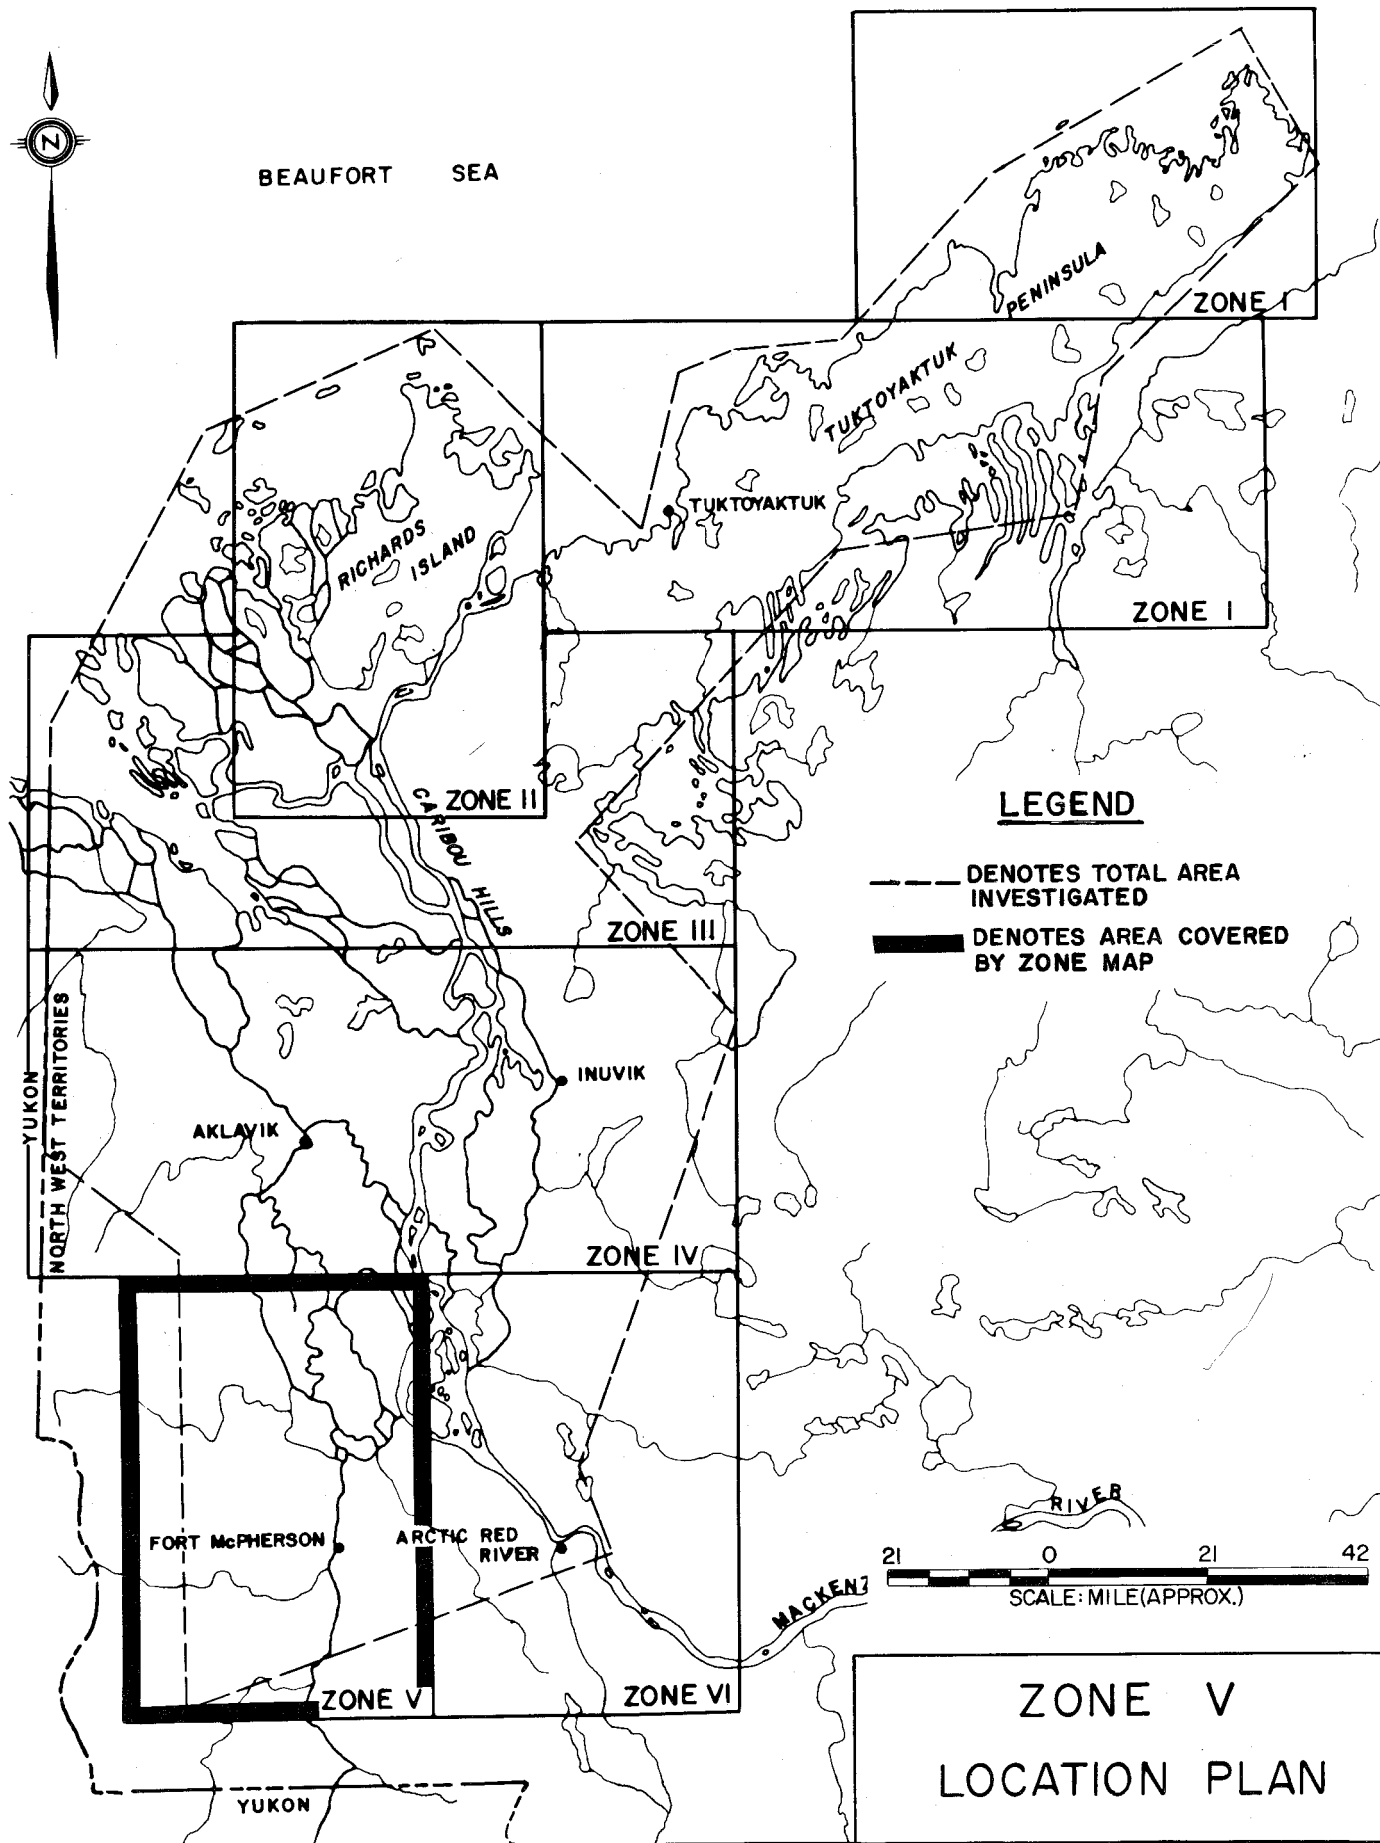 N
BEAUFORT SEA
PENINSULA
ZONE I
TUKTOYAKTUK
TUKTOYAKTUK
RICHARDS
ISLAND
ZONE I
ZONE II
CARIBOU HILLS
LEGEND
DENOTES TOTAL AREA
INVESTIGATED
ZONE III
DENOTES AREA COVERED
BY ZONE MAP
YUKON
NORTH WEST TERRITORIES
INUVIK
AKLAVIK
ZONE IV
RIVER
FORT McPHERSON
ARCTIC RED
RIVER
21 0 21 42
SCALE: MILE (APPROX.)
MACKENZ
ZONE V
ZONE VI
YUKON
ZONE V
LOCATION PLAN